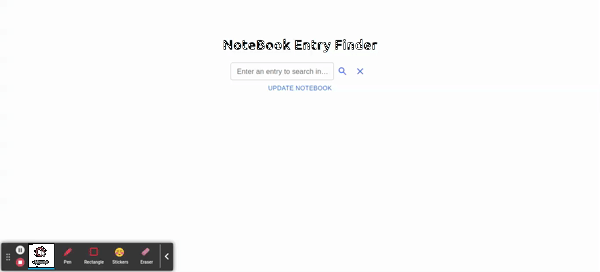 NoteBook Entry Finder
Enter an entry to search in...
UPDATE NOTEBOOK
Pen
Rectangle
Stickers
Eraser